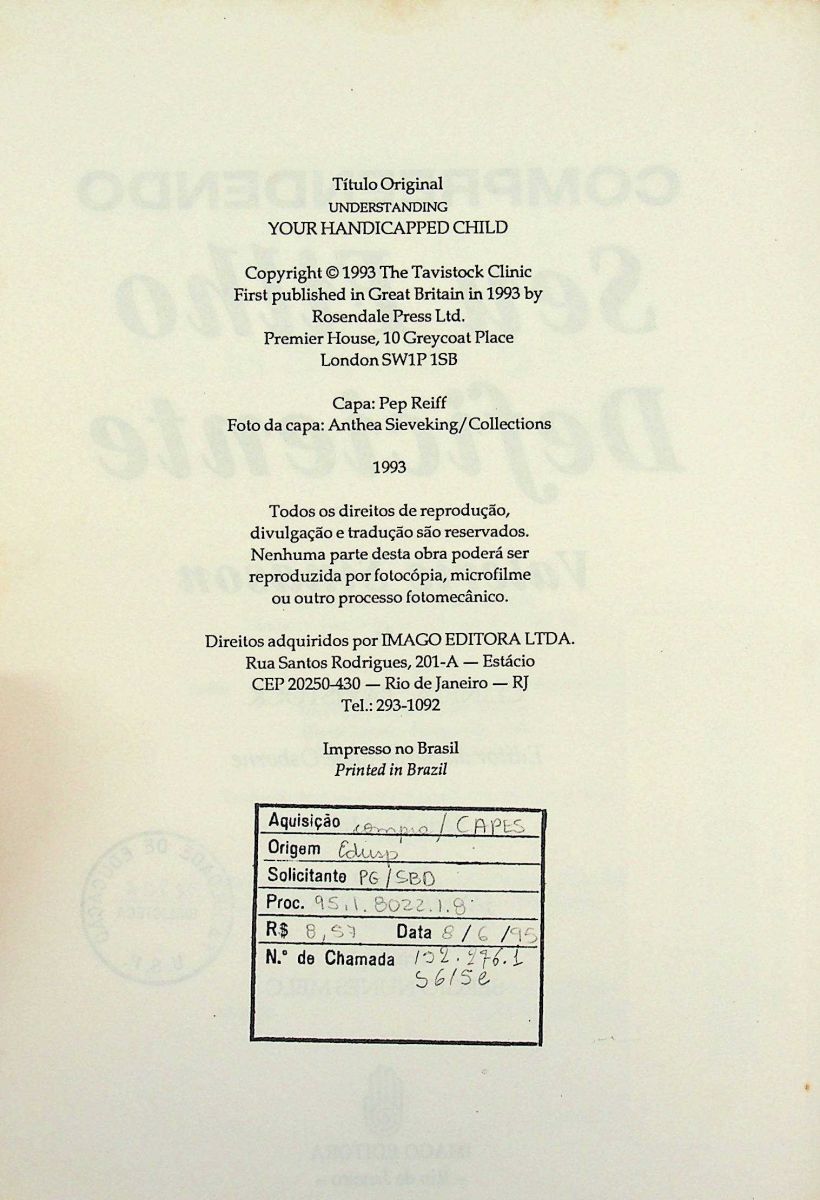 Título Original
UNDERSTANDING
YOUR HANDICAPPED CHILD
Copyright © 1993 The Tavistock Clinic
First published in Great Britain in 1993 by
Rosendale Press Ltd.
Premier House, 10 Greycoat Place
London SW1P 1SB
Capa: Pep Reiff
Foto da capa: Anthea Sieveking/Collections
1993
Todos os direitos de reprodução,
divulgação e tradução são reservados.
Nenhuma parte desta obra poderá ser
reproduzida por fotocópia, microfilme
ou outro processo fotomecânico.
Direitos adquiridos por IMAGO EDITORA LTDA.
Rua Santos Rodrigues, 201-A — Estácio
CEP 20250-430 — Rio de Janeiro — RJ
Tel.: 293-1092
Impresso no Brasil
Printed in Brazil
Aquisição compra / CAPES
Origem Edusp
Solicitante PG/SBD
Proc. 95.1.8022.1.8
R$ 8,57 Data 8/6/95
N.º de Chamada